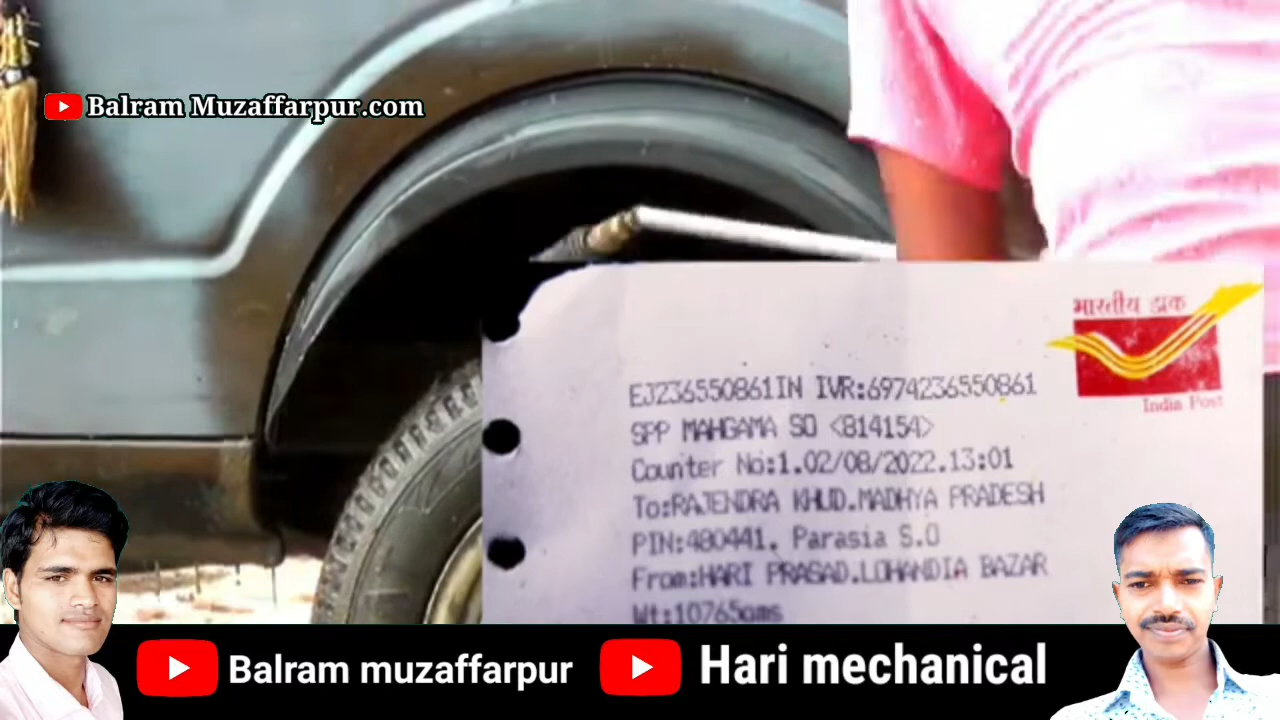 Balram Muzaffarpur.com
भारतीय डाक
India Post
EJ236550861IN IVR:6974236550861
SPP MAHGAMA SO <814154>
Counter No:1.02/08/2022.13:01
To:RAJENDRA KHUD.MADHYA PRADESH
PIN:480441. Parasia S.O
From:HARI PRASAD.LOHANDIA BAZAR
Wt:10765gms
Balram muzaffarpur
Hari mechanical